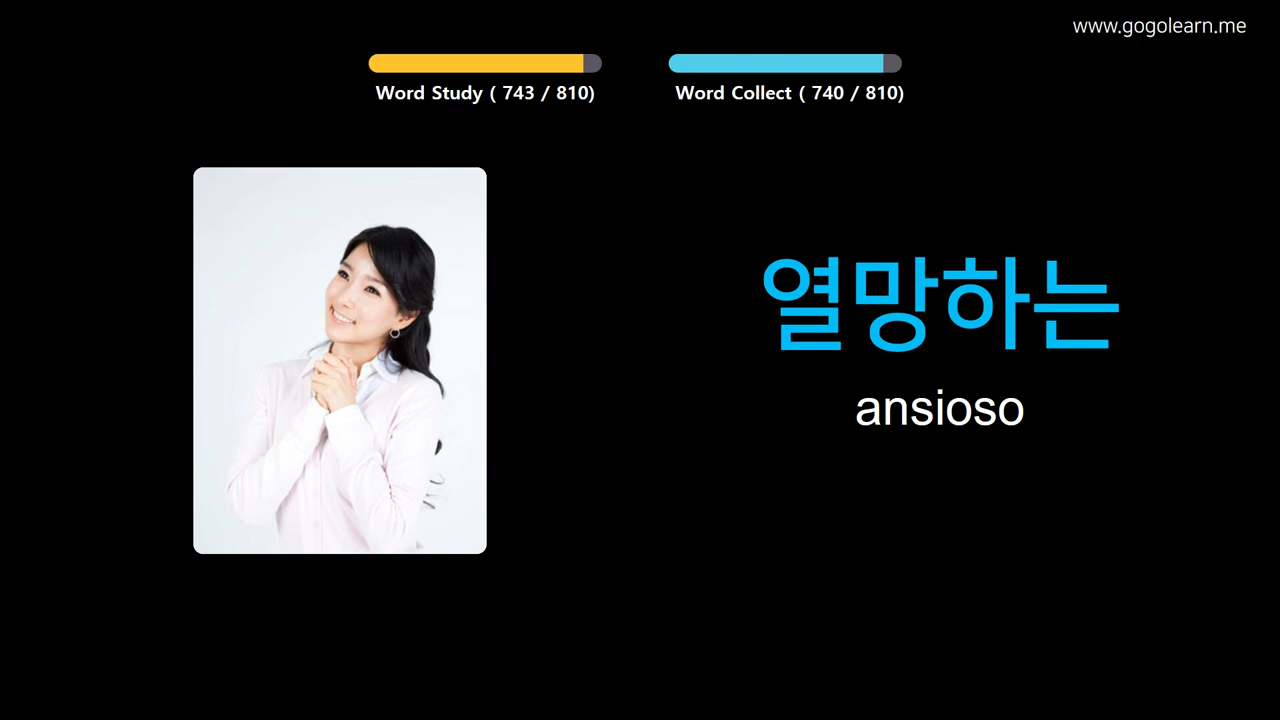 www.gogolearn.me
Word Study ( 743 / 810)
Word Collect ( 740 / 810)
열망하는
ansioso